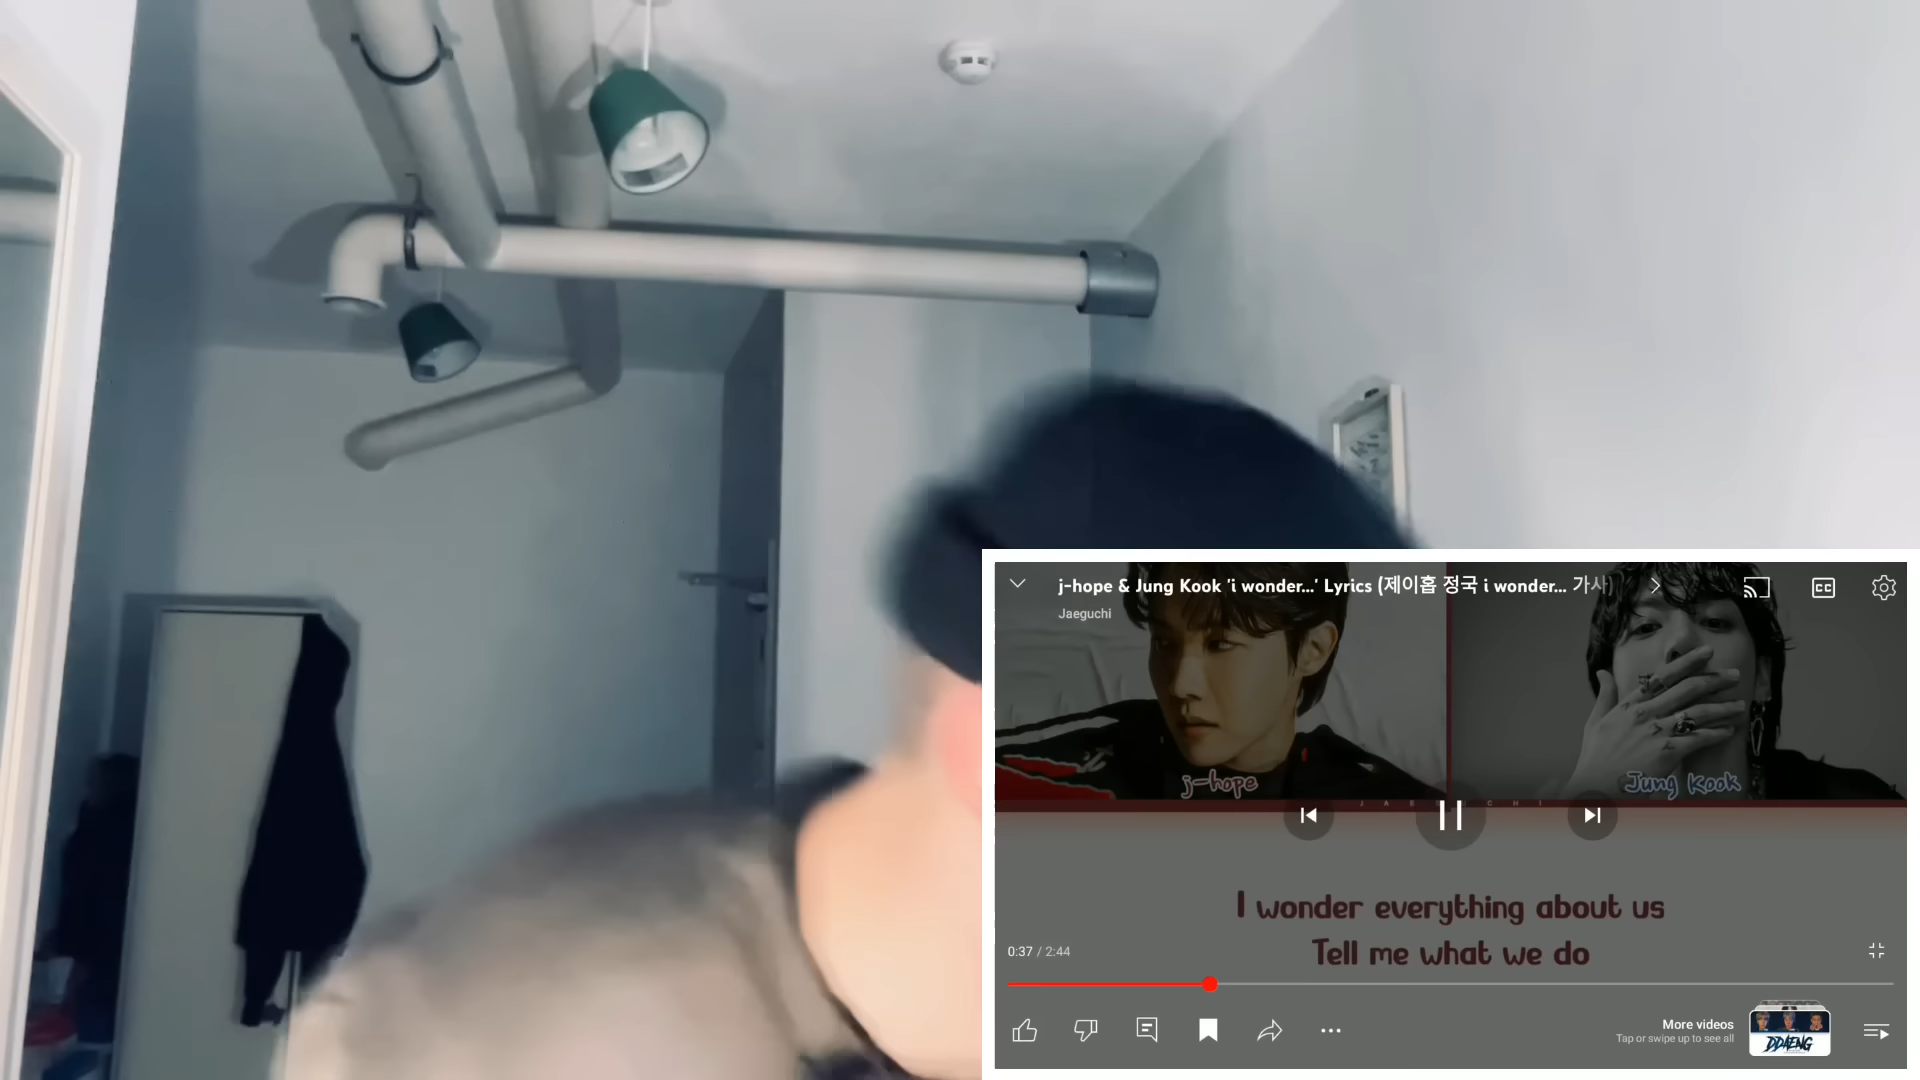 j-hope & Jung Kook 'i wonder...' Lyrics (제이홉 정국 i wonder... 가사)
Jaeguchi
j-hope
Jung Kook
J A E G U C H I
I wonder everything about us
Tell me what we do
0:37 / 2:44
More videos
Tap or swipe up to see all
DDAENG